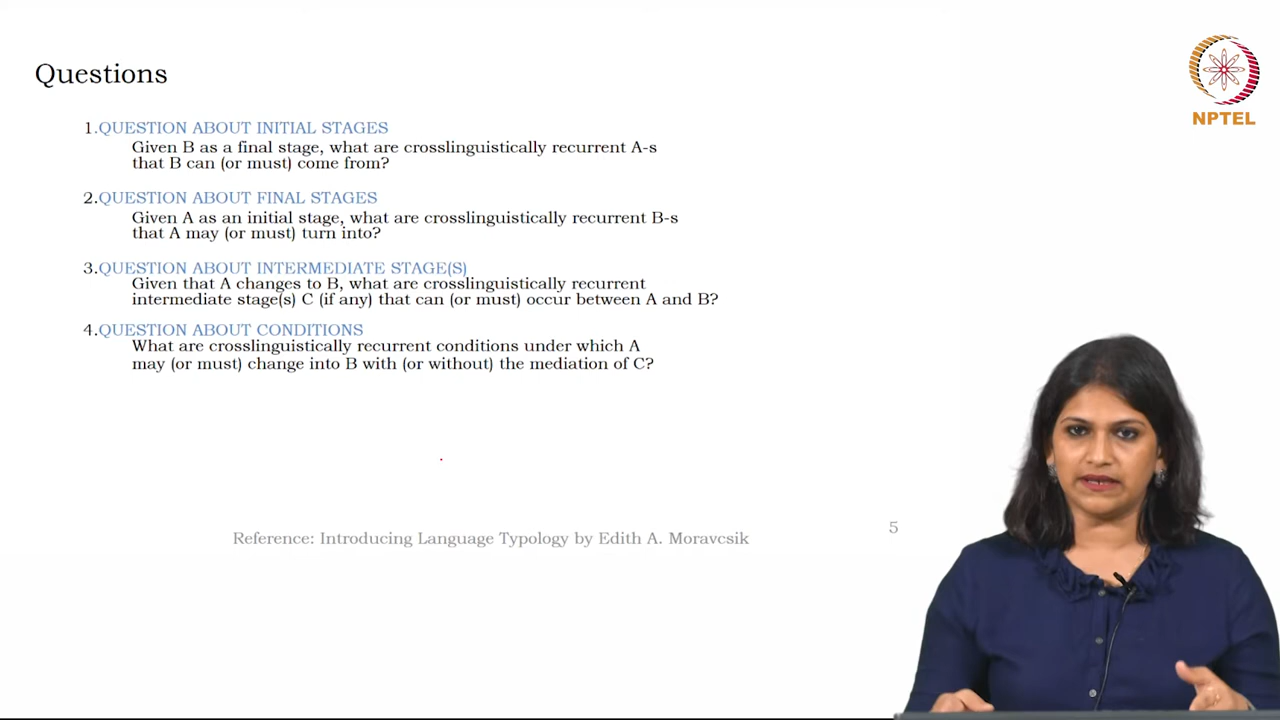 Questions
NPTEL
1.QUESTION ABOUT INITIAL STAGES
Given B as a final stage, what are crosslinguistically recurrent A-s
that B can (or must) come from?
2.QUESTION ABOUT FINAL STAGES
Given A as an initial stage, what are crosslinguistically recurrent B-s
that A may (or must) turn into?
3.QUESTION ABOUT INTERMEDIATE STAGE(S)
Given that A changes to B, what are crosslinguistically recurrent
intermediate stage(s) C (if any) that can (or must) occur between A and B?
4.QUESTION ABOUT CONDITIONS
What are crosslinguistically recurrent conditions under which A
may (or must) change into B with (or without) the mediation of C?
5
Reference: Introducing Language Typology by Edith A. Moravcsik